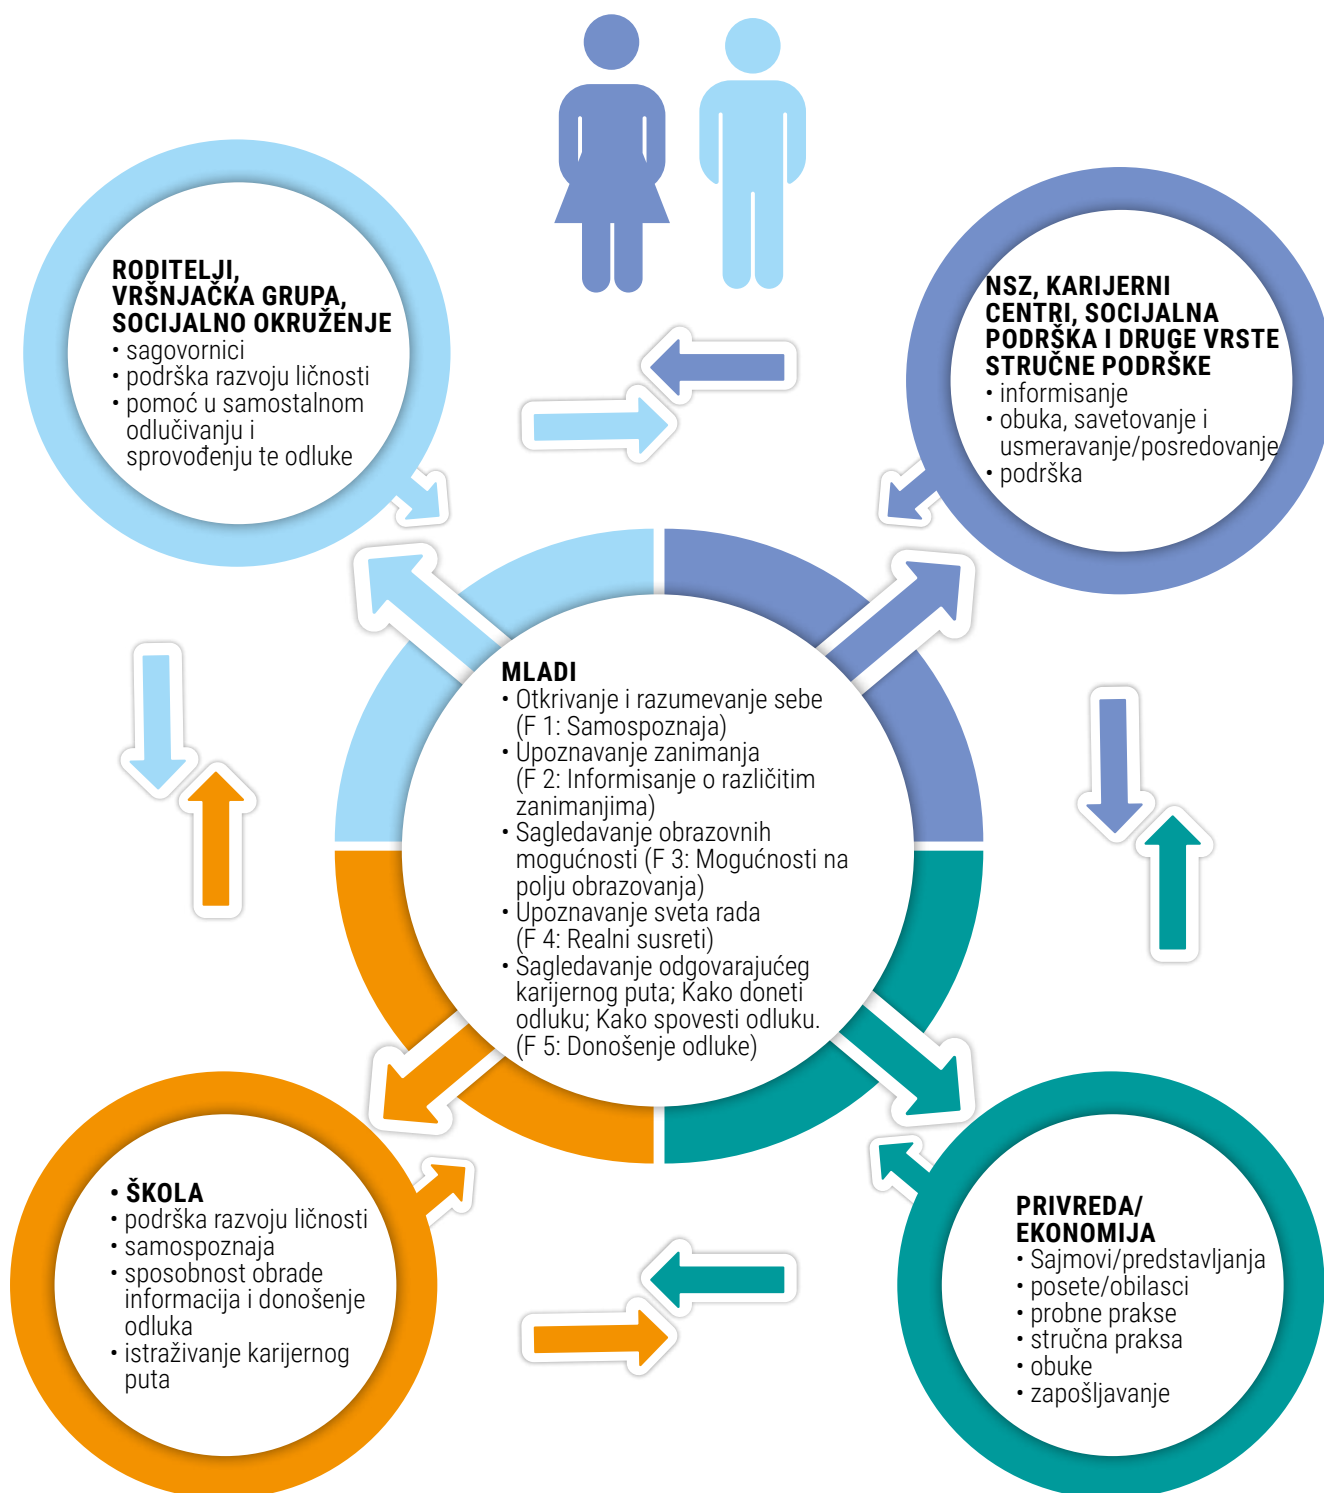 RODITELJI,
VRŠNJAČKA GRUPA,
SOCIJALNO OKRUŽENJE
• sagovornici
• podrška razvoju ličnosti
• pomoć u samostalnom
odlučivanju i
sprovođenju te odluke
NSZ, KARIJERNI
CENTRI, SOCIJALNA
PODRŠKA I DRUGE VRSTE
STRUČNE PODRŠKE
• informisanje
• obuka, savetovanje i
usmeravanje/posredovanje
• podrška
MLADI
• Otkrivanje i razumevanje sebe
(F 1: Samospoznaja)
• Upoznavanje zanimanja
(F 2: Informisanje o različitim
zanimanjima)
• Sagledavanje obrazovnih
mogućnosti (F 3: Mogućnosti na
polju obrazovanja)
• Upoznavanje sveta rada
(F 4: Realni susreti)
• Sagledavanje odgovarajućeg
karijernog puta; Kako doneti
odluku; Kako spovesti odluku.
(F 5: Donošenje odluke)
• ŠKOLA
• podrška razvoju ličnosti
• samospoznaja
• sposobnost obrade
informacija i donošenje
odluka
• istraživanje karijernog
puta
PRIVREDA/
EKONOMIJA
• Sajmovi/predstavljanja
• posete/obilasci
• probne prakse
• stručna praksa
• obuke
• zapošljavanje